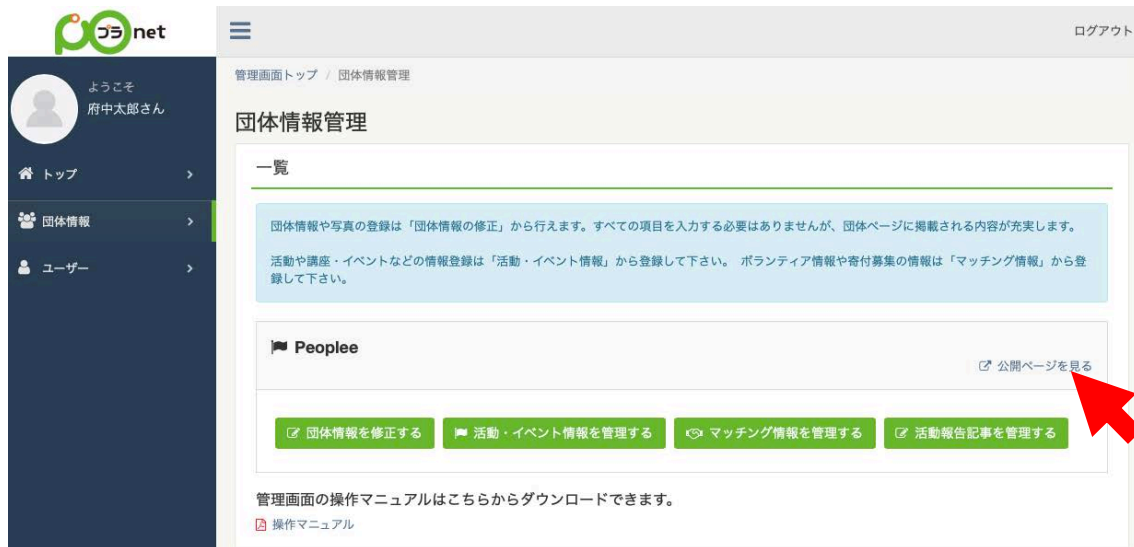 プラnet
ログアウト
ようこそ
府中太郎さん
トップ
団体情報
ユーザー
管理画面トップ / 団体情報管理
団体情報管理
一覧
団体情報や写真の登録は「団体情報の修正」から行えます。すべての項目を入力する必要はありませんが、団体ページに掲載される内容が充実します。
活動や講座・イベントなどの情報登録は「活動・イベント情報」から登録して下さい。 ボランティア情報や寄付募集の情報は「マッチング情報」から登
録して下さい。
Peoplee
公開ページを見る
団体情報を修正する
活動・イベント情報を管理する
マッチング情報を管理する
活動報告記事を管理する
管理画面の操作マニュアルはこちらからダウンロードできます。
操作マニュアル